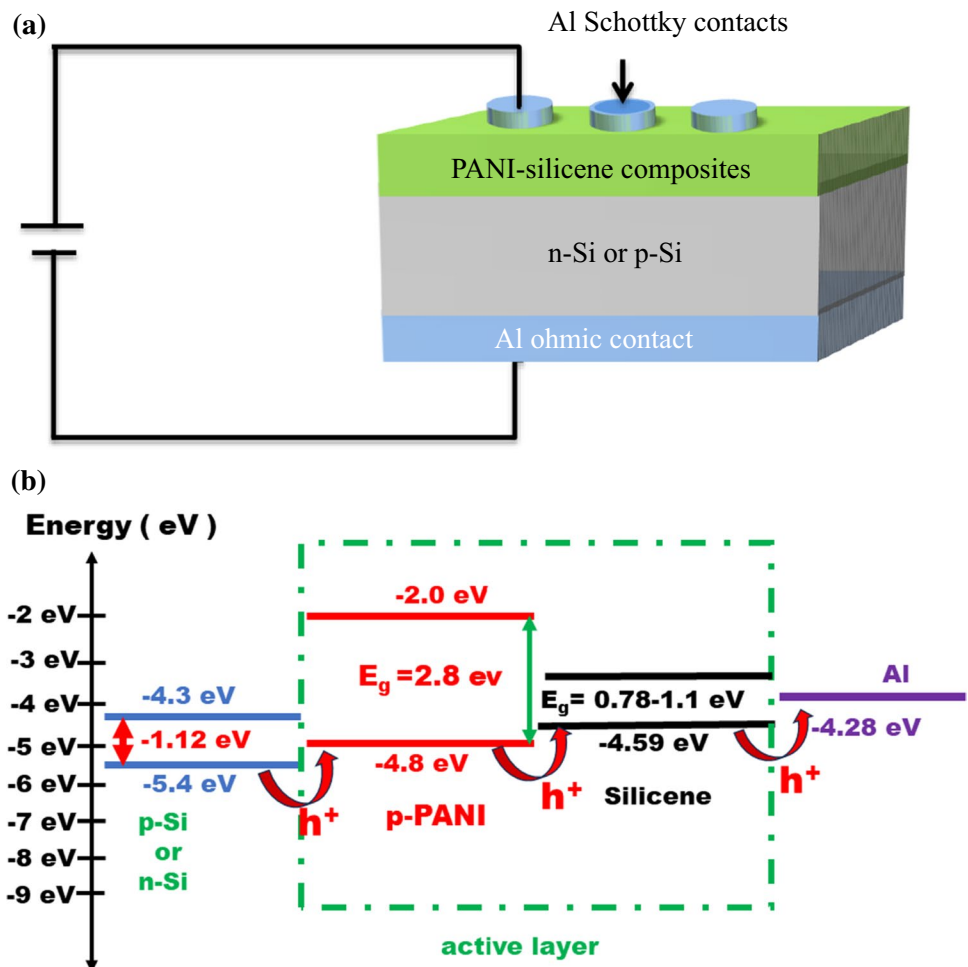 (a)
Al Schottky contacts
PANI-silicene composites
n-Si or p-Si
Al ohmic contact
(b)
Energy ( eV )
-2 eV
-3 eV
-4 eV
-5 eV
-6 eV
-7 eV
-8 eV
-9 eV
-4.3 eV
-1.12 eV
-5.4 eV
p-Si
or
n-Si
h+
-2.0 eV
Eg =2.8 ev
-4.8 eV
p-PANI
h+
Eg= 0.78-1.1 eV
-4.59 eV
Silicene
h+
Al
-4.28 eV
active layer